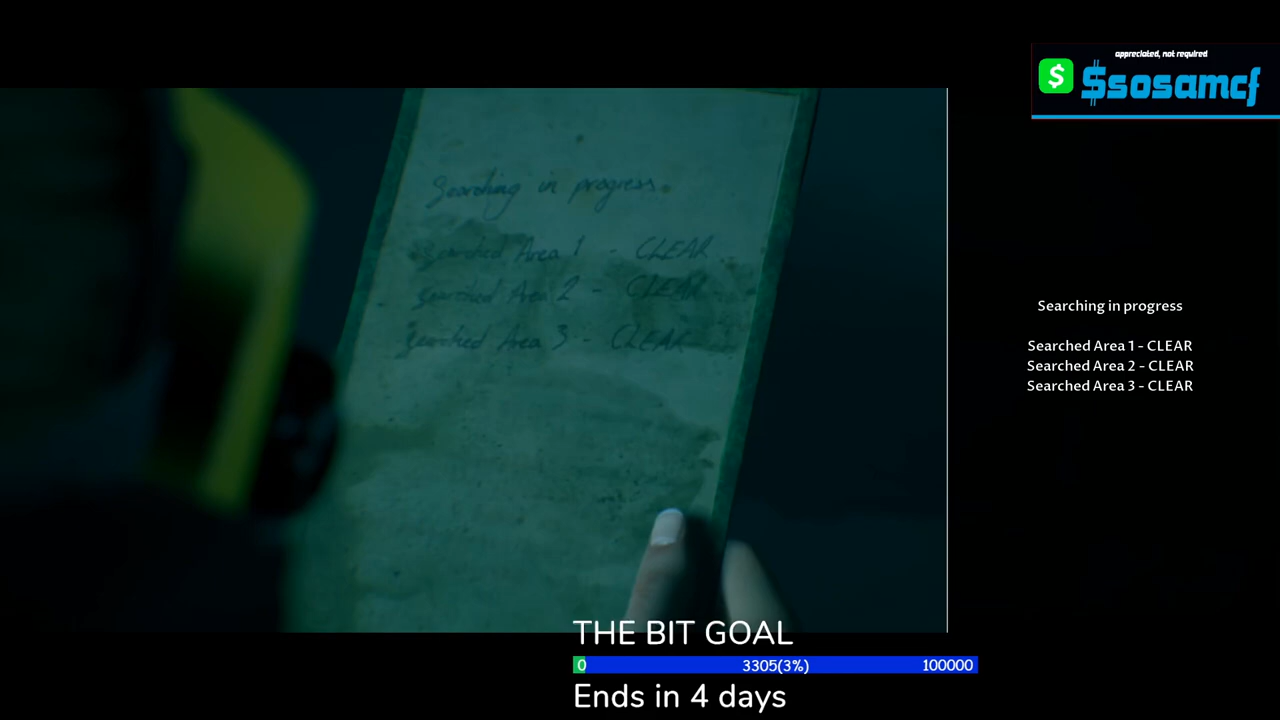 appreciated, not required
$ $sosamcf
Searching in progress.
Searched Area 1 - CLEAR
Searched Area 2 - CLEAR
Searched Area 3 - CLEAR
Searching in progress
Searched Area 1 - CLEAR
Searched Area 2 - CLEAR
Searched Area 3 - CLEAR
THE BIT GOAL
0 3305(3%) 100000
Ends in 4 days